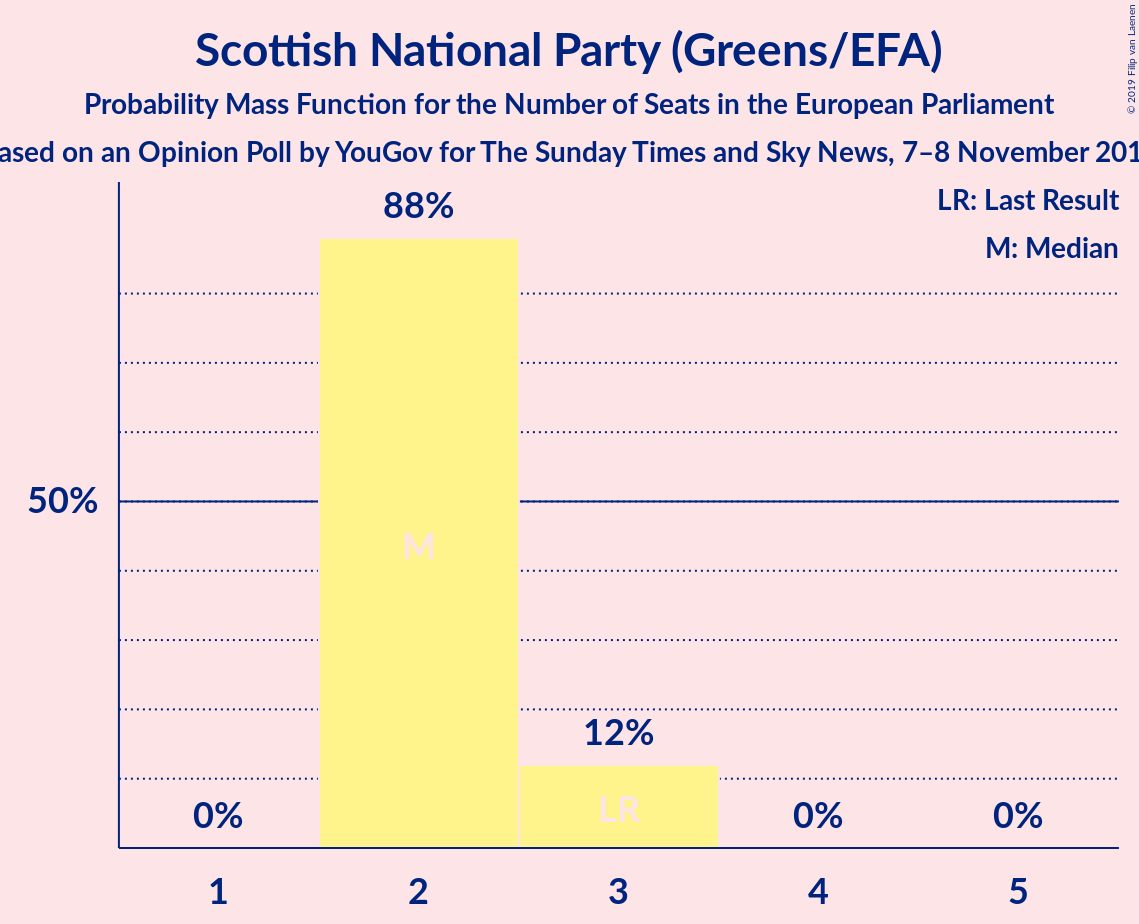 Scottish National Party (Greens/EFA)
Probability Mass Function for the Number of Seats in the European Parliament
ased on an Opinion Poll by YouGov for The Sunday Times and Sky News, 7–8 November 201
© 2019 Filip van Laenen
LR: Last Result
M: Median
88%
50%
M
12%
LR
0%
0%
0%
1
2
3
4
5